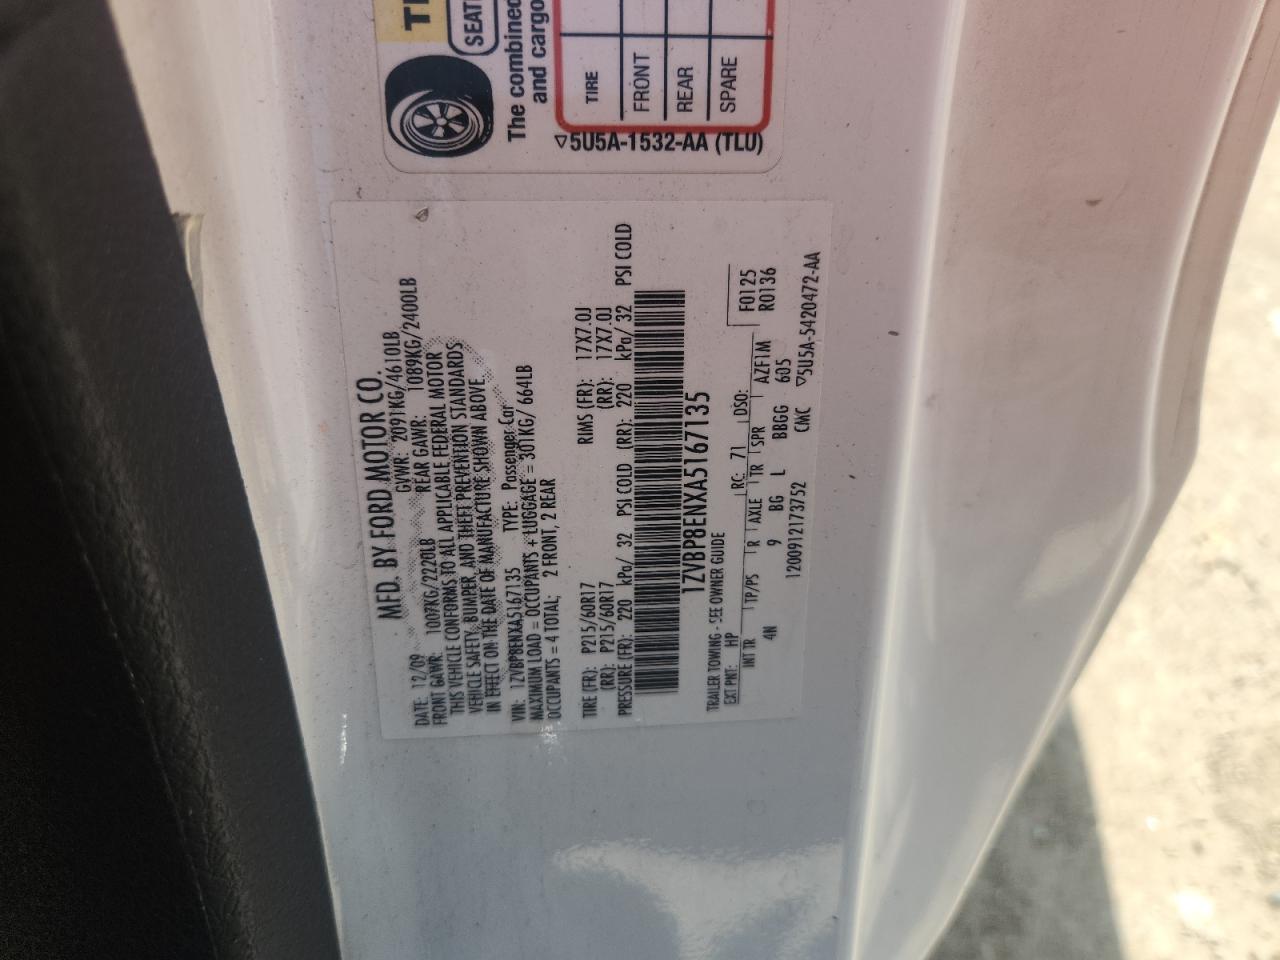 The combined
and cargo
SEATI
TIRE
FRONT
REAR
SPARE
▽5U5A-1532-AA (TLU)
MFD. BY FORD MOTOR CO.
DATE: 12/09 GVWR: 2091KG/4610LB
FRONT GAWR: 1007KG/2220LB REAR GAWR: 1089KG/2400LB
THIS VEHICLE CONFORMS TO ALL APPLICABLE FEDERAL MOTOR
VEHICLE SAFETY, BUMPER, AND THEFT PREVENTION STANDARDS
IN EFFECT ON THE DATE OF MANUFACTURE SHOWN ABOVE.
VIN: 1ZVBP8ENXA5167135 TYPE: Passenger Car
MAXIMUM LOAD = OCCUPANTS + LUGGAGE = 301KG/ 664LB
OCCUPANTS = 4 TOTAL; 2 FRONT, 2 REAR
TIRE (FR): P215/60R17 RIMS (FR): 17X7.0J
(RR): P215/60R17 (RR): 17X7.0J
PRESSURE (FR): 220 kPa/ 32 PSI COLD (RR): 220 kPa/ 32 PSI COLD
1ZVBP8ENXA5167135
TRAILER TOWING - SEE OWNER GUIDE F0125
EXT PNT: HP RC: 71 DSO: R0136
INT TR TP/PS R AXLE TR SPR AZF1M
4N 9 BG L BBGG 605
1200912173752 CMC ▽5U5A-5420472-AA